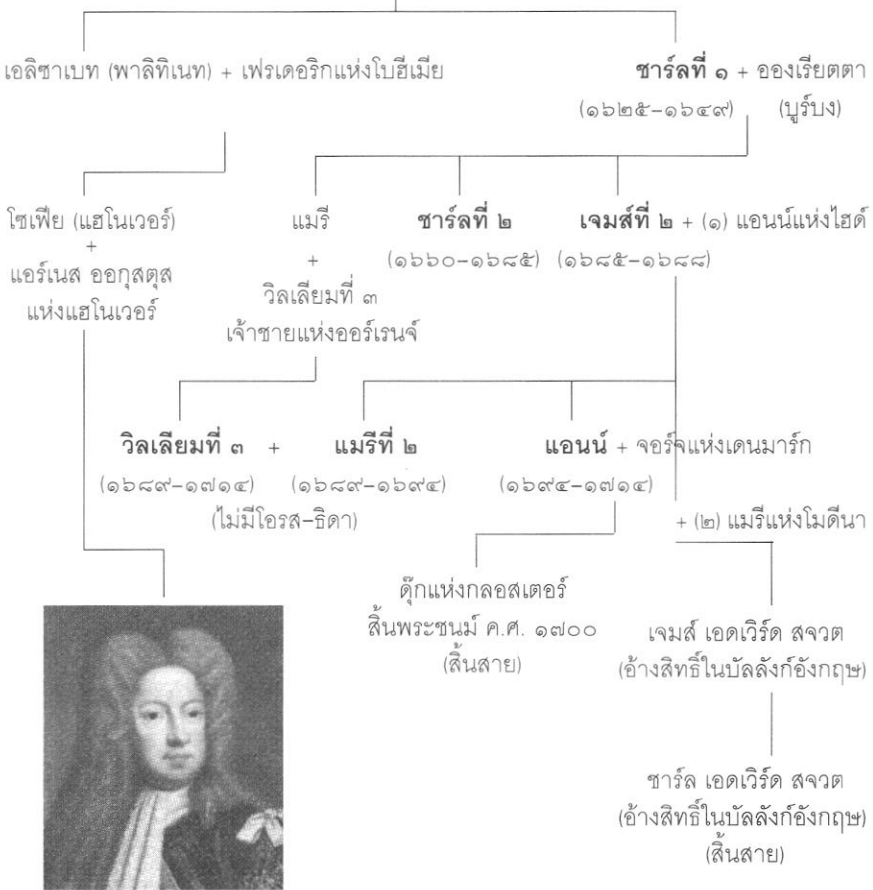 เอลิซาเบท (พาลิทิเนท) + เฟรเดอริกแห่งโบฮีเมีย
ชาร์ลที่ ๑ + อองเรียตตา
(๑๖๒๕-๑๖๔๙) (บูร์บง)
โซเฟีย (แฮโนเวอร์)
+
แอร์เนส ออกุสตุส
แห่งแฮโนเวอร์
แมรี
+
วิลเลียมที่ ๓
เจ้าชายแห่งออร์เรนจ์
ชาร์ลที่ ๒
(๑๖๖๐-๑๖๘๕)
เจมส์ที่ ๒ + (๑) แอนน์แห่งไฮด์
(๑๖๘๕-๑๖๘๘)
วิลเลียมที่ ๓ + แมรีที่ ๒
(๑๖๘๙-๑๗๑๔) (๑๖๘๙-๑๖๙๔)
(ไม่มีโอรส-ธิดา)
แอนน์ + จอร์จแห่งเดนมาร์ก
(๑๖๙๔-๑๗๑๔)
+ (๒) แมรีแห่งโมดีนา
ดุ๊กแห่งกลอสเตอร์
สิ้นพระชนม์ ค.ศ. ๑๗๐๐
(สิ้นสาย)
เจมส์ เอดเวิร์ด สจวต
(อ้างสิทธิ์ในบัลลังก์อังกฤษ)
ชาร์ล เอดเวิร์ด สจวต
(อ้างสิทธิ์ในบัลลังก์อังกฤษ)
(สิ้นสาย)